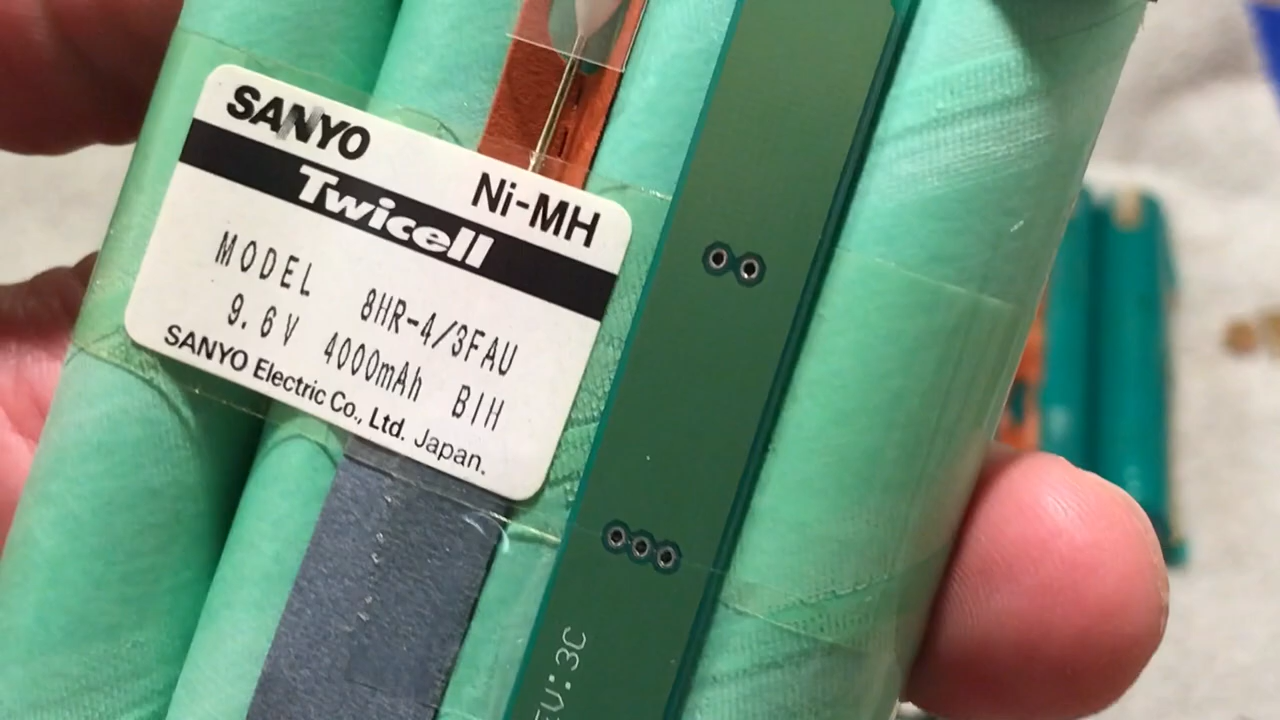 SANYO
Ni-MH
Twicell
MODEL 8HR-4/3FAU
9.6V 4000mAh BIH
SANYO Electric Co., Ltd. Japan.
EV:3C